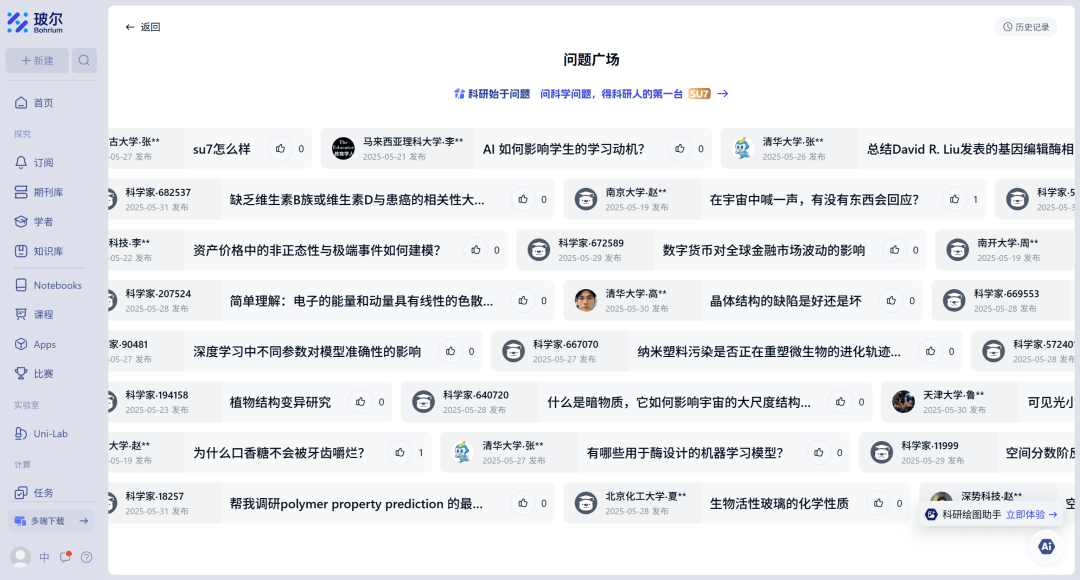 玻尔
Bohrium
新建
首页
探究
订阅
期刊库
学者
知识库
Notebooks
课程
Apps
比赛
实验室
Uni-Lab
计算
任务
多端下载
中
返回
历史记录
问题广场
科研始于问题 问科学问题，得科研人的第一台 SU7
古大学·张**
-05-27 发布
su7怎么样
0
马来西亚理科大学·李**
2025-05-21 发布
AI 如何影响学生的学习动机？
0
清华大学·张**
2025-05-26 发布
总结David R. Liu发表的基因编辑酶相
科学家·682537
2025-05-31 发布
缺乏维生素B族或维生素D与患癌的相关性大...
0
南京大学·赵**
2025-05-19 发布
在宇宙中喊一声，有没有东西会回应？
1
科学家·5
2025-05-3
科技·李**
-05-22 发布
资产价格中的非正态性与极端事件如何建模？
0
科学家·672589
2025-05-29 发布
数字货币对全球金融市场波动的影响
0
南开大学·周**
2025-05-19 发布
科学家·207524
2025-05-28 发布
简单理解：电子的能量和动量具有线性的色散...
0
清华大学·高**
2025-05-30 发布
晶体结构的缺陷是好还是坏
0
科学家·669553
2025-05-28 发布
家·90481
-05-27 发布
深度学习中不同参数对模型准确性的影响
0
科学家·667070
2025-05-27 发布
纳米塑料污染是否正在重塑微生物的进化轨迹...
0
科学家·57240
2025-05-28 发布
科学家·194158
2025-05-23 发布
植物结构变异研究
0
科学家·640720
2025-05-28 发布
什么是暗物质，它如何影响宇宙的大尺度结构...
0
天津大学·鲁**
2025-05-30 发布
可见光小
大学·赵**
-05-19 发布
为什么口香糖不会被牙齿嚼烂？
1
清华大学·张**
2025-05-27 发布
有哪些用于酶设计的机器学习模型？
0
科学家·11999
2025-05-29 发布
空间分数阶
科学家·18257
2025-05-31 发布
帮我调研polymer property prediction 的最...
0
北京化工大学·夏**
2025-05-28 发布
生物活性玻璃的化学性质
0
深势科技·赵**
科研绘图助手 立即体验
Ai